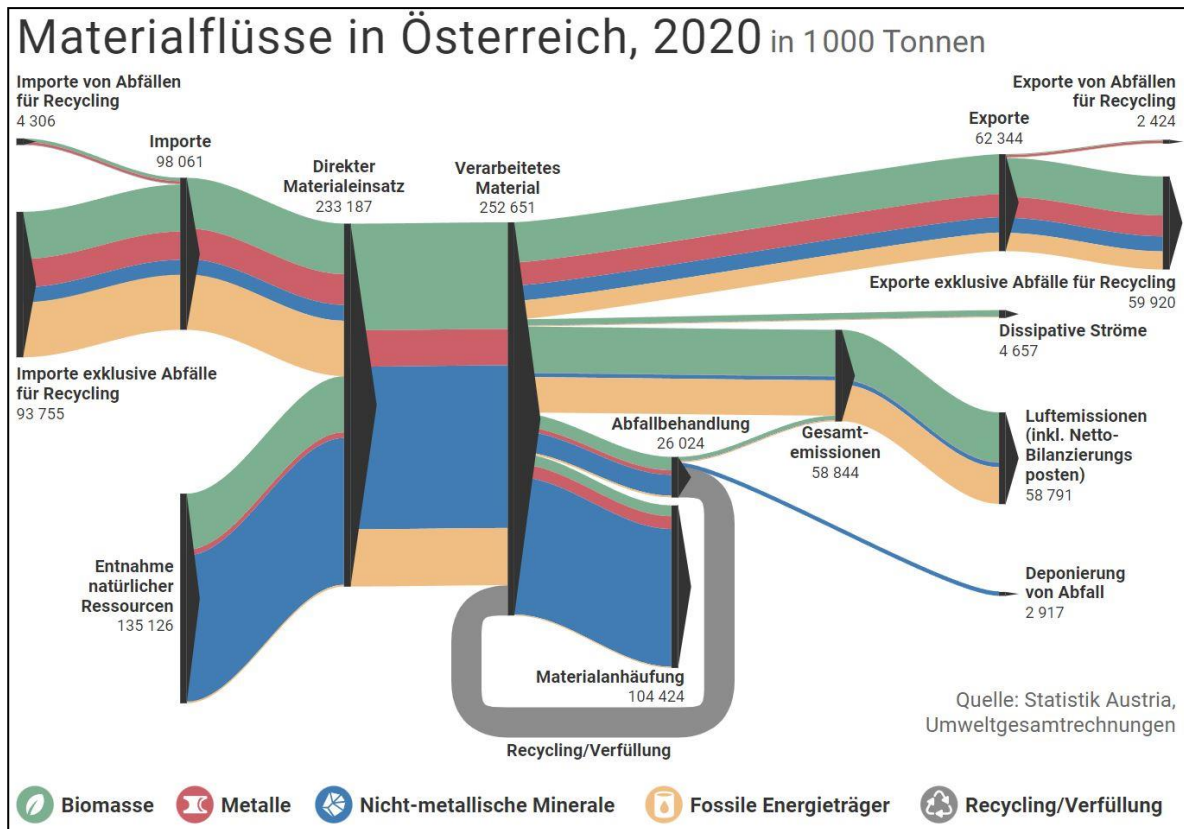 Materialflüsse in Österreich, 2020 in 1000 Tonnen
Importe von Abfällen
für Recycling
4 306
Importe
98 061
Direkter
Materialeinsatz
233 187
Verarbeitetes
Material
252 651
Exporte
62 344
Exporte von Abfällen
für Recycling
2 424
Importe exklusive Abfälle
für Recycling
93 755
Exporte exklusive Abfälle für Recycling
59 920
Dissipative Ströme
4 657
Abfallbehandlung
26 024
Gesamt-
emissionen
58 844
Luftemissionen
(inkl. Netto-
Bilanzierungs
posten)
58 791
Entnahme
natürlicher
Ressourcen
135 126
Deponierung
von Abfall
2 917
Materialanhäufung
104 424
Recycling/Verfüllung
Quelle: Statistik Austria,
Umweltgesamtrechnungen
Biomasse
Metalle
Nicht-metallische Minerale
Fossile Energieträger
Recycling/Verfüllung